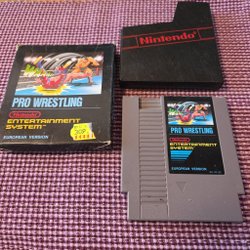 Nintendo
PRO WRESTLING
Nintendo
ENTERTAINMENT
SYSTEM
EUROPEAN VERSION
PRO WRESTLING
Nintendo
ENTERTAINMENT
SYSTEM
EUROPEAN VERSION